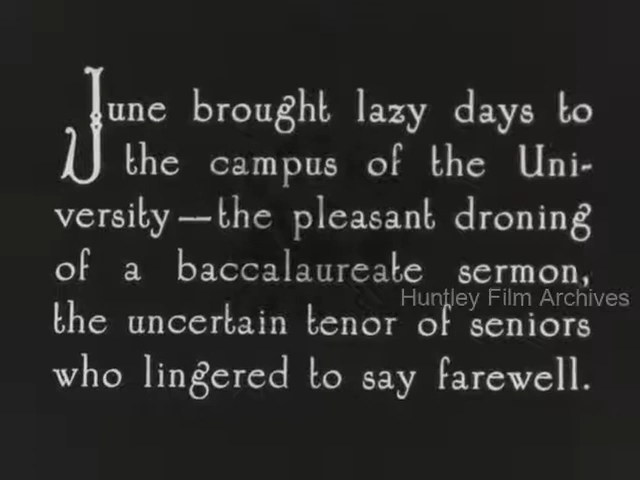 June brought lazy days to
the campus of the Uni-
versity—the pleasant droning
of a baccalaureate sermon,
Huntley Film Archives
the uncertain tenor of seniors
who lingered to say farewell.